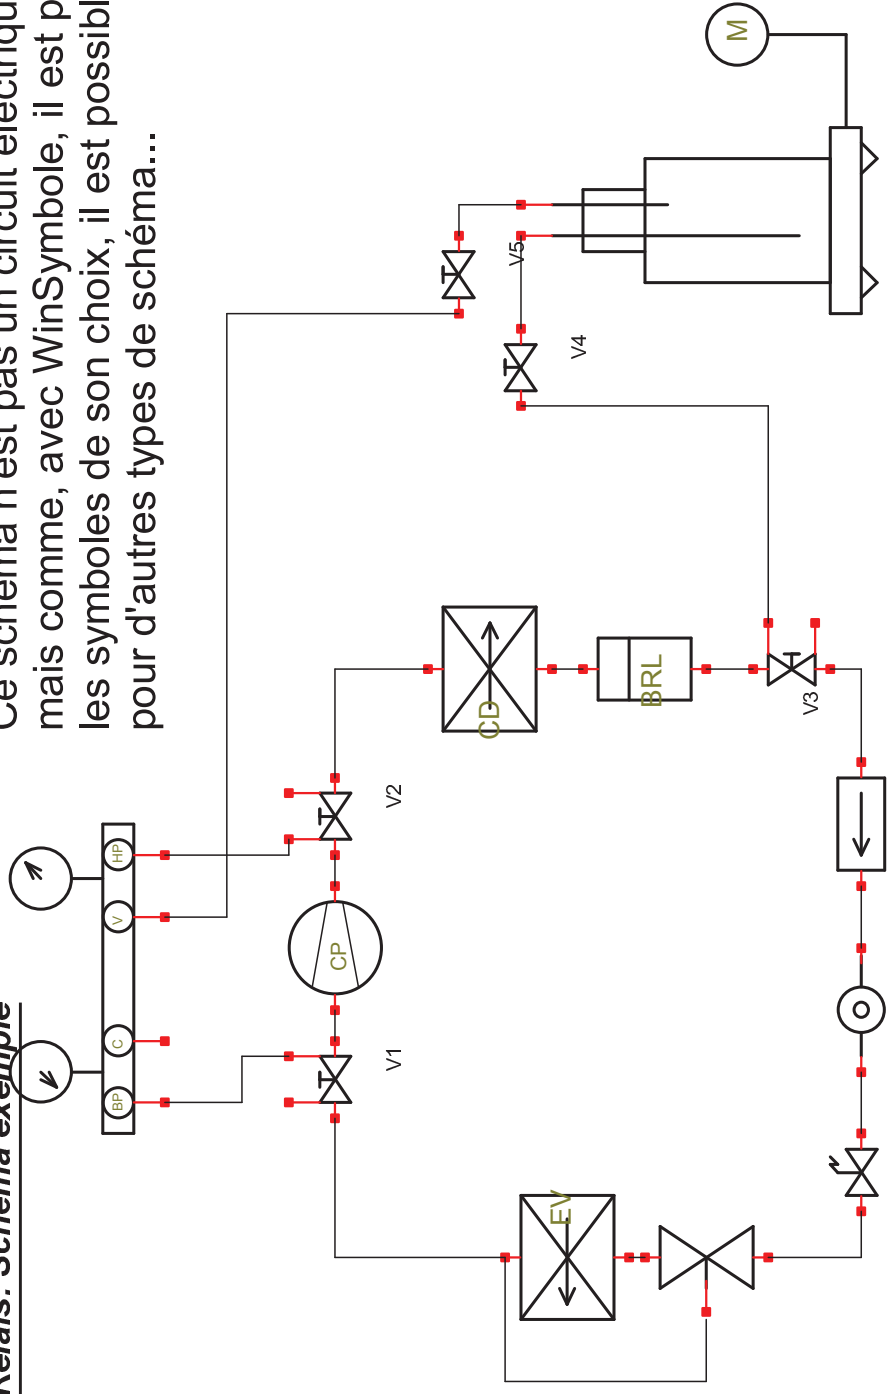 Relais: Schéma exemple
Ce schéma n'est pas un circuit électriqu
mais comme, avec WinSymbole, il est p
les symboles de son choix, il est possibl
pour d'autres types de schéma...
BP
C
V
HP
V1
CP
V2
EV
CD
BRL
V3
V4
V5
M